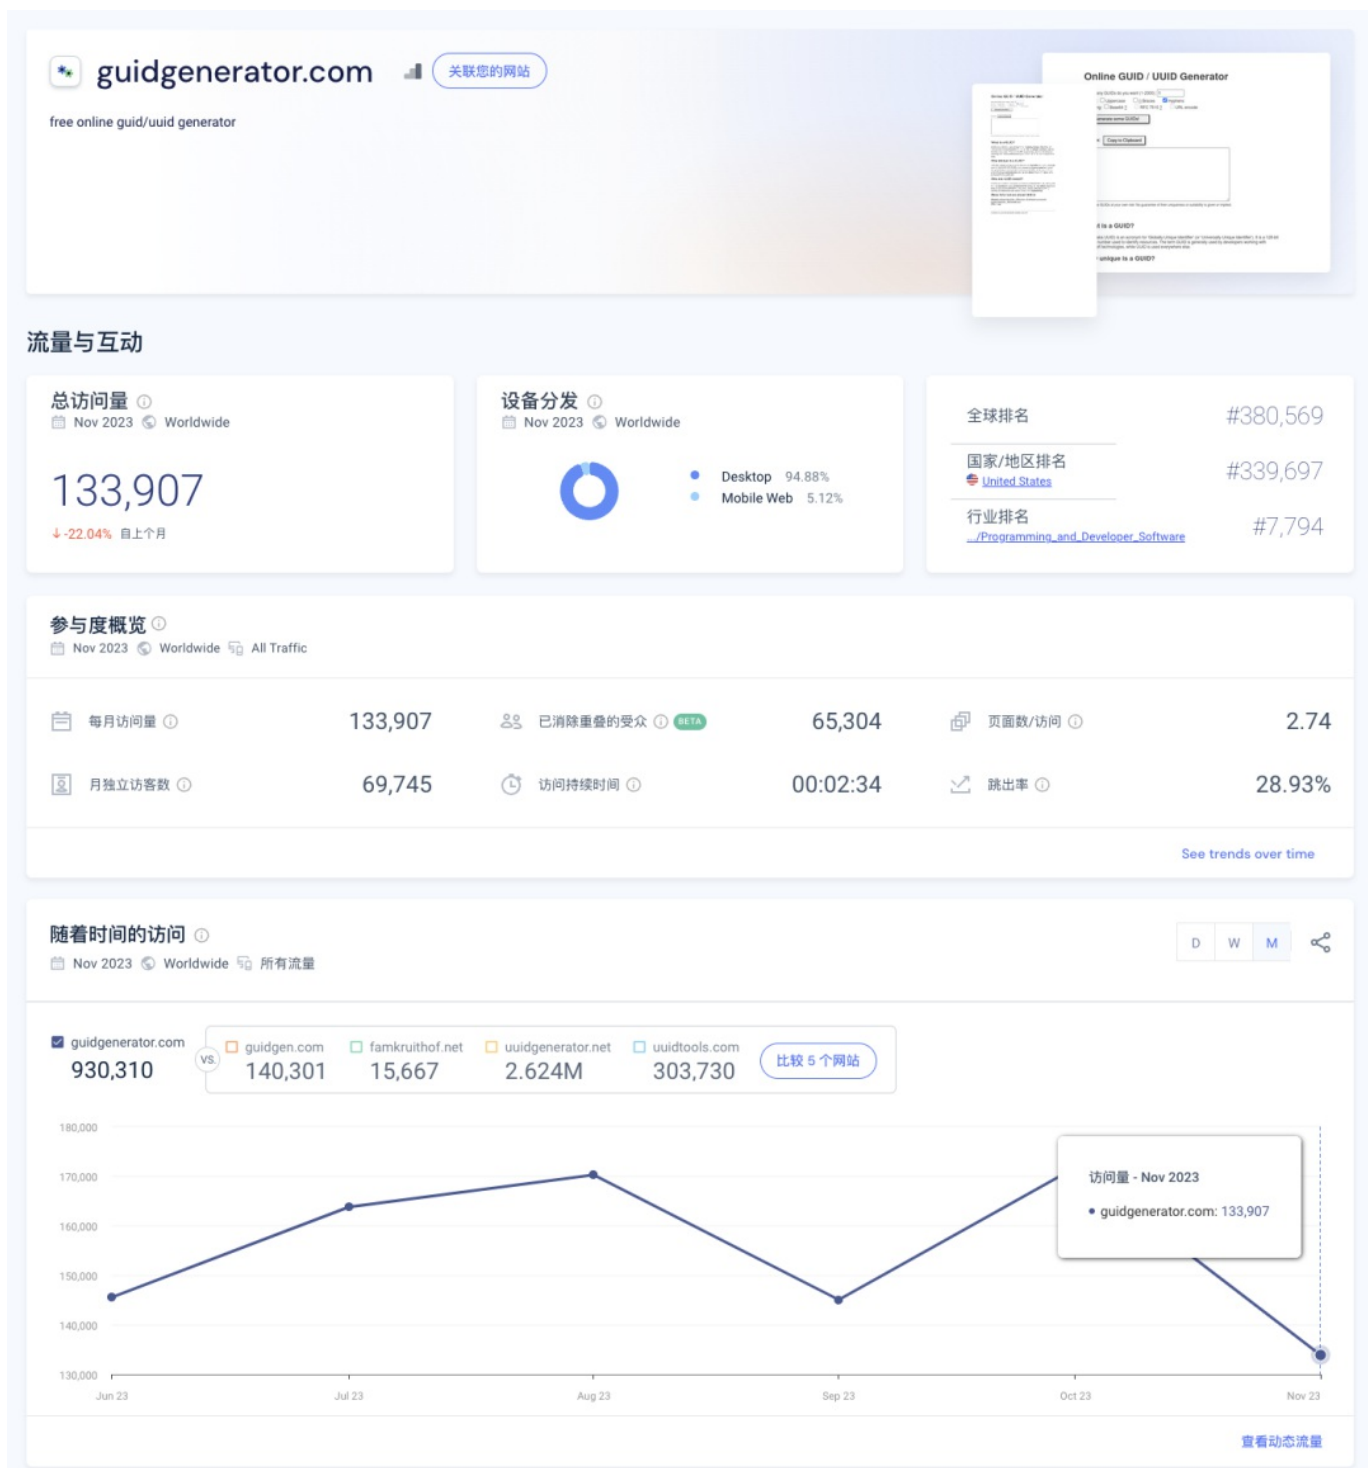 guidgenerator.com
关联您的网站
free online guid/uuid generator
Online GUID / UUID Generator
Copy to Clipboard
is a GUID?
unique is a GUID?
流量与互动
总访问量
Nov 2023 Worldwide
133,907
-22.04% 自上个月
设备分发
Nov 2023 Worldwide
Desktop 94.88%
Mobile Web 5.12%
全球排名 #380,569
国家/地区排名 #339,697
United States
行业排名 #7,794
.../Programming_and_Developer_Software
参与度概览
Nov 2023 Worldwide All Traffic
每月访问量 133,907
已消除重叠的受众 BETA 65,304
页面数/访问 2.74
月独立访客数 69,745
访问持续时间 00:02:34
跳出率 28.93%
See trends over time
随着时间的访问
Nov 2023 Worldwide 所有流量
D W M
guidgenerator.com
930,310
VS.
guidgen.com
140,301
famkruithof.net
15,667
uuidgenerator.net
2.624M
uuidtools.com
303,730
比较 5 个网站
180,000
170,000
160,000
150,000
140,000
130,000
访问量 - Nov 2023
guidgenerator.com: 133,907
Jun 23 Jul 23 Aug 23 Sep 23 Oct 23 Nov 23
查看动态流量